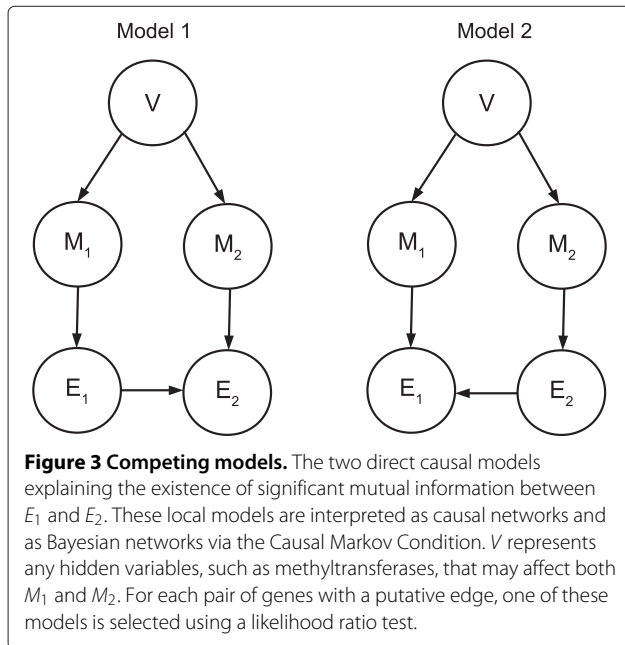 Model 1
Model 2
V
V
M₁
M₂
M₁
M₂
E₁
E₂
E₁
E₂
Figure 3 Competing models. The two direct causal models
explaining the existence of significant mutual information between
E₁ and E₂. These local models are interpreted as causal networks and
as Bayesian networks via the Causal Markov Condition. V represents
any hidden variables, such as methyltransferases, that may affect both
M₁ and M₂. For each pair of genes with a putative edge, one of these
models is selected using a likelihood ratio test.